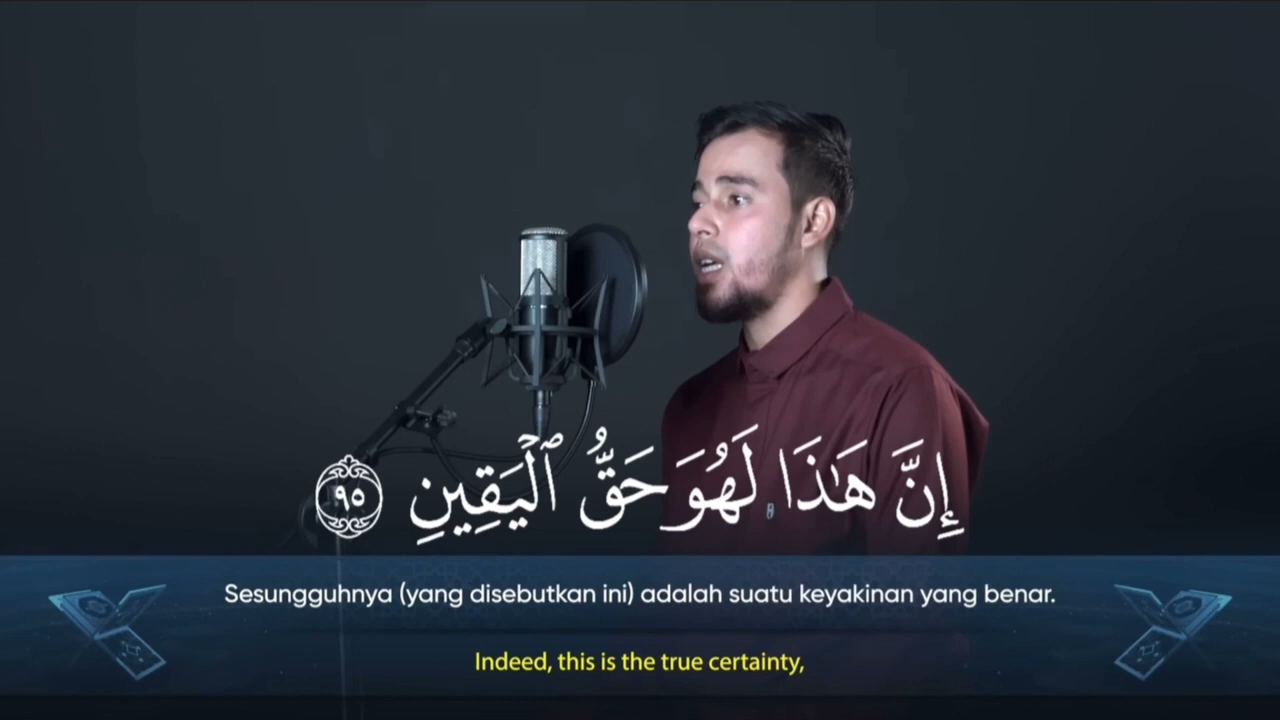 إِنَّ هَٰذَا لَهُوَ حَقُّ ٱلْيَقِينِ ٩٥
Sesungguhnya (yang disebutkan ini) adalah suatu keyakinan yang benar.
Indeed, this is the true certainty,